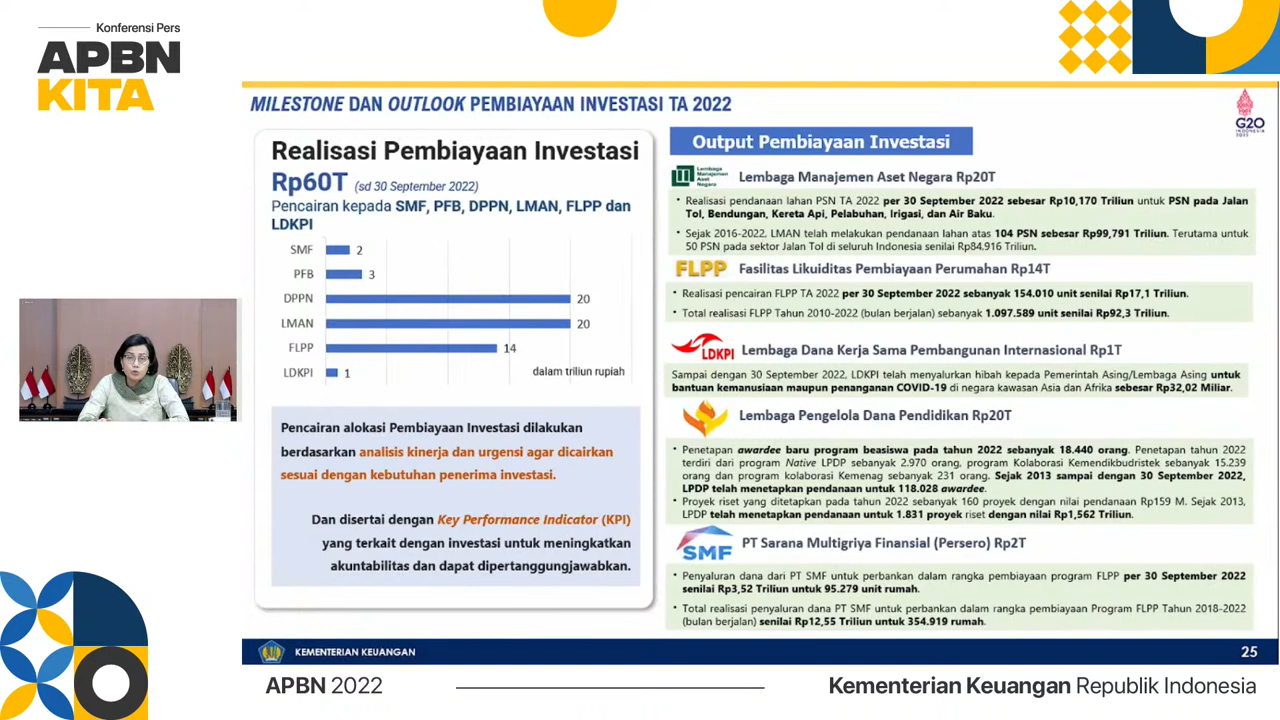 Konferensi Pers
APBN
KITA
MILESTONE DAN OUTLOOK PEMBIAYAAN INVESTASI TA 2022
G20
Realisasi Pembiayaan Investasi
Rp60T (sd 30 September 2022)
Pencairan kepada SMF, PFB, DPPN, LMAN, FLPP dan
LDKPI
SMF 2
PFB 3
DPPN 20
LMAN 20
FLPP 14
LDKPI 1
dalam triliun rupiah
Pencairan alokasi Pembiayaan Investasi dilakukan
berdasarkan analisis kinerja dan urgensi agar dicairkan
sesuai dengan kebutuhan penerima investasi.
Dan disertai dengan Key Performance Indicator (KPI)
yang terkait dengan investasi untuk meningkatkan
akuntabilitas dan dapat dipertanggungjawabkan.
Output Pembiayaan Investasi
Lembaga
Manajemen
Aset
Negara
Lembaga Manajemen Aset Negara Rp20T
• Realisasi pendanaan lahan PSN TA 2022 per 30 September 2022 sebesar Rp10,170 Triliun untuk PSN pada Jalan
Tol, Bendungan, Kereta Api, Pelabuhan, Irigasi, dan Air Baku.
• Sejak 2016-2022, LMAN telah melakukan pendanaan lahan atas 104 PSN sebesar Rp99,791 Triliun. Terutama untuk
50 PSN pada sektor Jalan Tol di seluruh Indonesia senilai Rp84,916 Triliun.
FLPP Fasilitas Likuiditas Pembiayaan Perumahan Rp14T
• Realisasi pencairan FLPP TA 2022 per 30 September 2022 sebanyak 154.010 unit senilai Rp17,1 Triliun.
• Total realisasi FLPP Tahun 2010-2022 (bulan berjalan) sebanyak 1.097.589 unit senilai Rp92,3 Triliun.
LDKPI Lembaga Dana Kerja Sama Pembangunan Internasional Rp1T
Sampai dengan 30 September 2022, LDKPI telah menyalurkan hibah kepada Pemerintah Asing/Lembaga Asing untuk
bantuan kemanusiaan maupun penanganan COVID-19 di negara kawasan Asia dan Afrika sebesar Rp32,02 Miliar.
Lembaga Pengelola Dana Pendidikan Rp20T
• Penetapan awardee baru program beasiswa pada tahun 2022 sebanyak 18.440 orang. Penetapan tahun 2022
terdiri dari program Native LPDP sebanyak 2.970 orang, program Kolaborasi Kemendikbudristek sebanyak 15.239
orang dan program kolaborasi Kemenag sebanyak 231 orang. Sejak 2013 sampai dengan 30 September 2022,
LPDP telah menetapkan pendanaan untuk 118.028 awardee.
• Proyek riset yang ditetapkan pada tahun 2022 sebanyak 160 proyek dengan nilai pendanaan Rp159 M. Sejak 2013,
LPDP telah menetapkan pendanaan untuk 1.831 proyek riset dengan nilai Rp1,562 Triliun.
SMF PT Sarana Multigriya Finansial (Persero) Rp2T
• Penyaluran dana dari PT SMF untuk perbankan dalam rangka pembiayaan program FLPP per 30 September 2022
senilai Rp3,52 Triliun untuk 95.279 unit rumah.
• Total realisasi penyaluran dana PT SMF untuk perbankan dalam rangka pembiayaan Program FLPP Tahun 2018-2022
(bulan berjalan) senilai Rp12,55 Triliun untuk 354.919 rumah.
KEMENTERIAN KEUANGAN
25
APBN 2022
Kementerian Keuangan Republik Indonesia